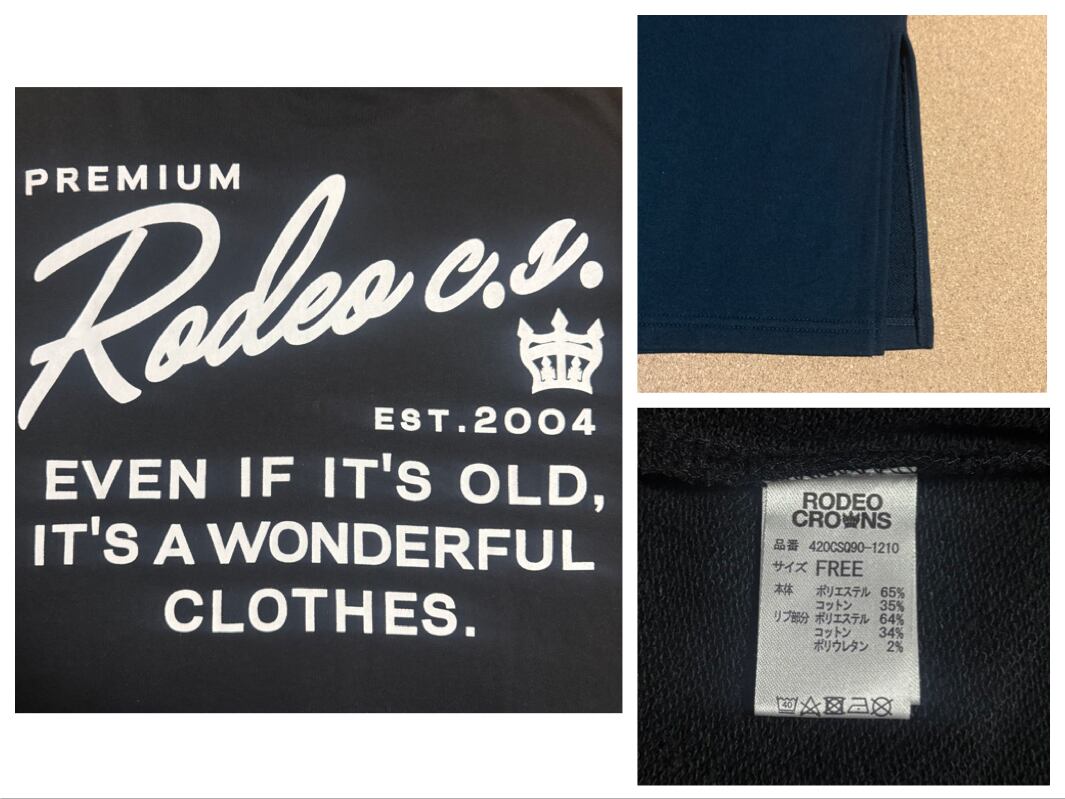 PREMIUM
Rodeo c.r.
EST.2004
EVEN IF IT'S OLD,
IT'S A WONDERFUL
CLOTHES.
RODEO
CROWNS
品番 420CSQ90-1210
サイズ FREE
本体 ポリエステル 65%
コットン 35%
リブ部分 ポリエステル 64%
コットン 34%
ポリウレタン 2%
40